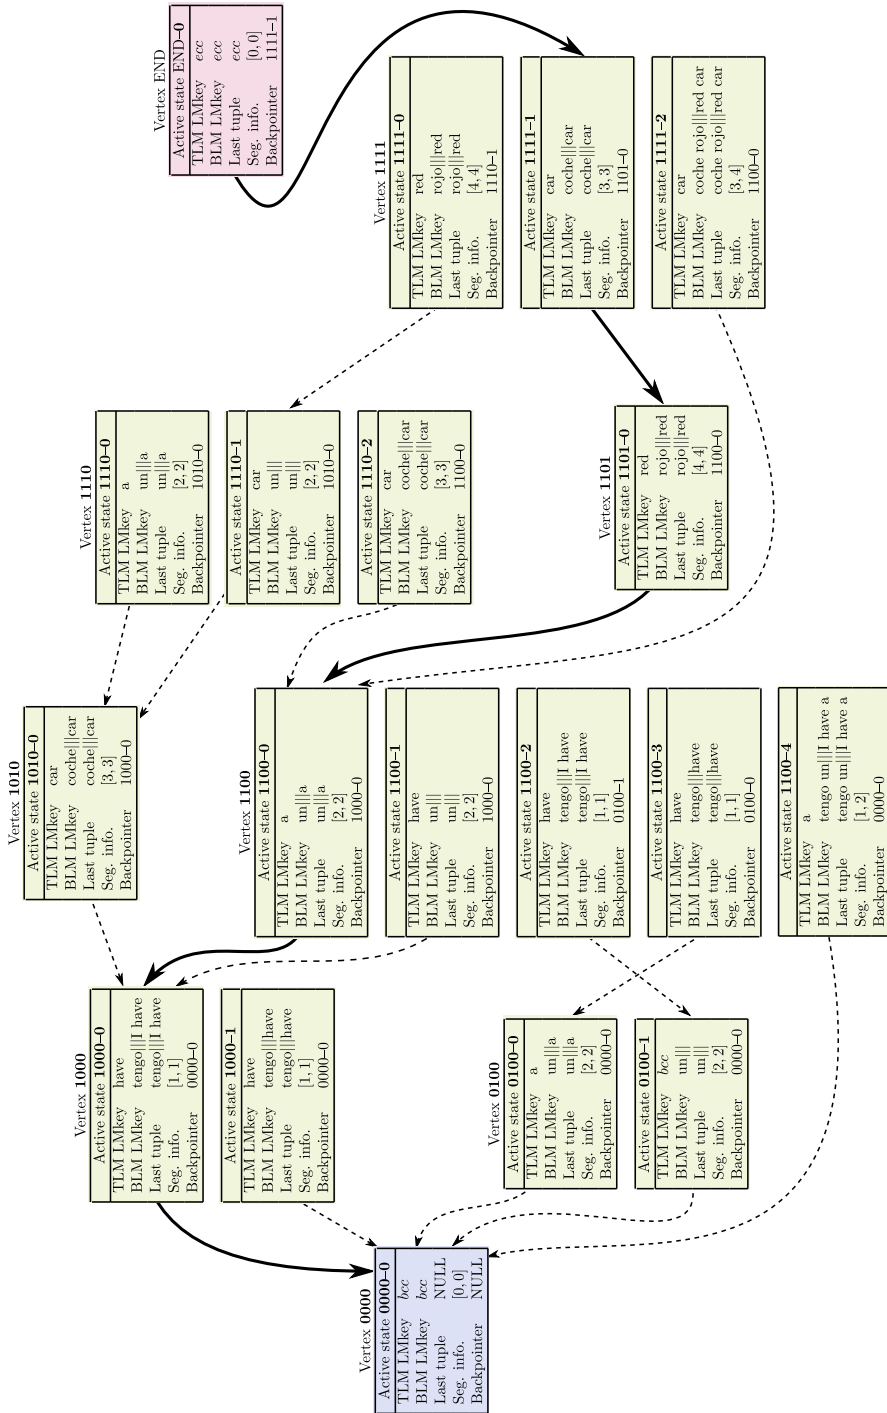 Vertex END
Active state END–0
TLM LMkey ecc
BLM LMkey ecc
Last tuple ecc
Seg. info. [0, 0]
Backpointer 1111–1
Vertex 1111
Active state 1111–0
TLM LMkey red
BLM LMkey rojo|||red
Last tuple rojo|||red
Seg. info. [4, 4]
Backpointer 1110–1
Active state 1111–1
TLM LMkey car
BLM LMkey coche|||car
Last tuple coche|||car
Seg. info. [3, 3]
Backpointer 1101–0
Active state 1111–2
TLM LMkey car
BLM LMkey coche rojo|||red car
Last tuple coche rojo|||red car
Seg. info. [3, 4]
Backpointer 1100–0
Vertex 1110
Active state 1110–0
TLM LMkey a
BLM LMkey un|||a
Last tuple un|||a
Seg. info. [2, 2]
Backpointer 1010–0
Active state 1110–1
TLM LMkey car
BLM LMkey un|||
Last tuple un|||
Seg. info. [2, 2]
Backpointer 1010–0
Active state 1110–2
TLM LMkey car
BLM LMkey coche|||car
Last tuple coche|||car
Seg. info. [3, 3]
Backpointer 1100–0
Vertex 1101
Active state 1101–0
TLM LMkey red
BLM LMkey rojo|||red
Last tuple rojo|||red
Seg. info. [4, 4]
Backpointer 1100–0
Vertex 1010
Active state 1010–0
TLM LMkey car
BLM LMkey coche|||car
Last tuple coche|||car
Seg. info. [3, 3]
Backpointer 1000–0
Vertex 1100
Active state 1100–0
TLM LMkey a
BLM LMkey un|||a
Last tuple un|||a
Seg. info. [2, 2]
Backpointer 1000–0
Active state 1100–1
TLM LMkey have
BLM LMkey un|||
Last tuple un|||
Seg. info. [2, 2]
Backpointer 1000–0
Active state 1100–2
TLM LMkey have
BLM LMkey tengo|||I have
Last tuple tengo|||I have
Seg. info. [1, 1]
Backpointer 0100–1
Active state 1100–3
TLM LMkey have
BLM LMkey tengo|||have
Last tuple tengo|||have
Seg. info. [1, 1]
Backpointer 0100–0
Active state 1100–4
TLM LMkey a
BLM LMkey tengo un|||I have a
Last tuple tengo un|||I have a
Seg. info. [1, 2]
Backpointer 0000–0
Vertex 1000
Active state 1000–0
TLM LMkey have
BLM LMkey tengo|||I have
Last tuple tengo|||I have
Seg. info. [1, 1]
Backpointer 0000–0
Active state 1000–1
TLM LMkey have
BLM LMkey tengo|||have
Last tuple tengo|||have
Seg. info. [1, 1]
Backpointer 0000–0
Vertex 0100
Active state 0100–0
TLM LMkey a
BLM LMkey un|||a
Last tuple un|||a
Seg. info. [2, 2]
Backpointer 0000–0
Active state 0100–1
TLM LMkey bcc
BLM LMkey un|||
Last tuple un|||
Seg. info. [2, 2]
Backpointer 0000–0
Vertex 0000
Active state 0000–0
TLM LMkey bcc
BLM LMkey bcc
Last tuple NULL
Seg. info. [0, 0]
Backpointer NULL